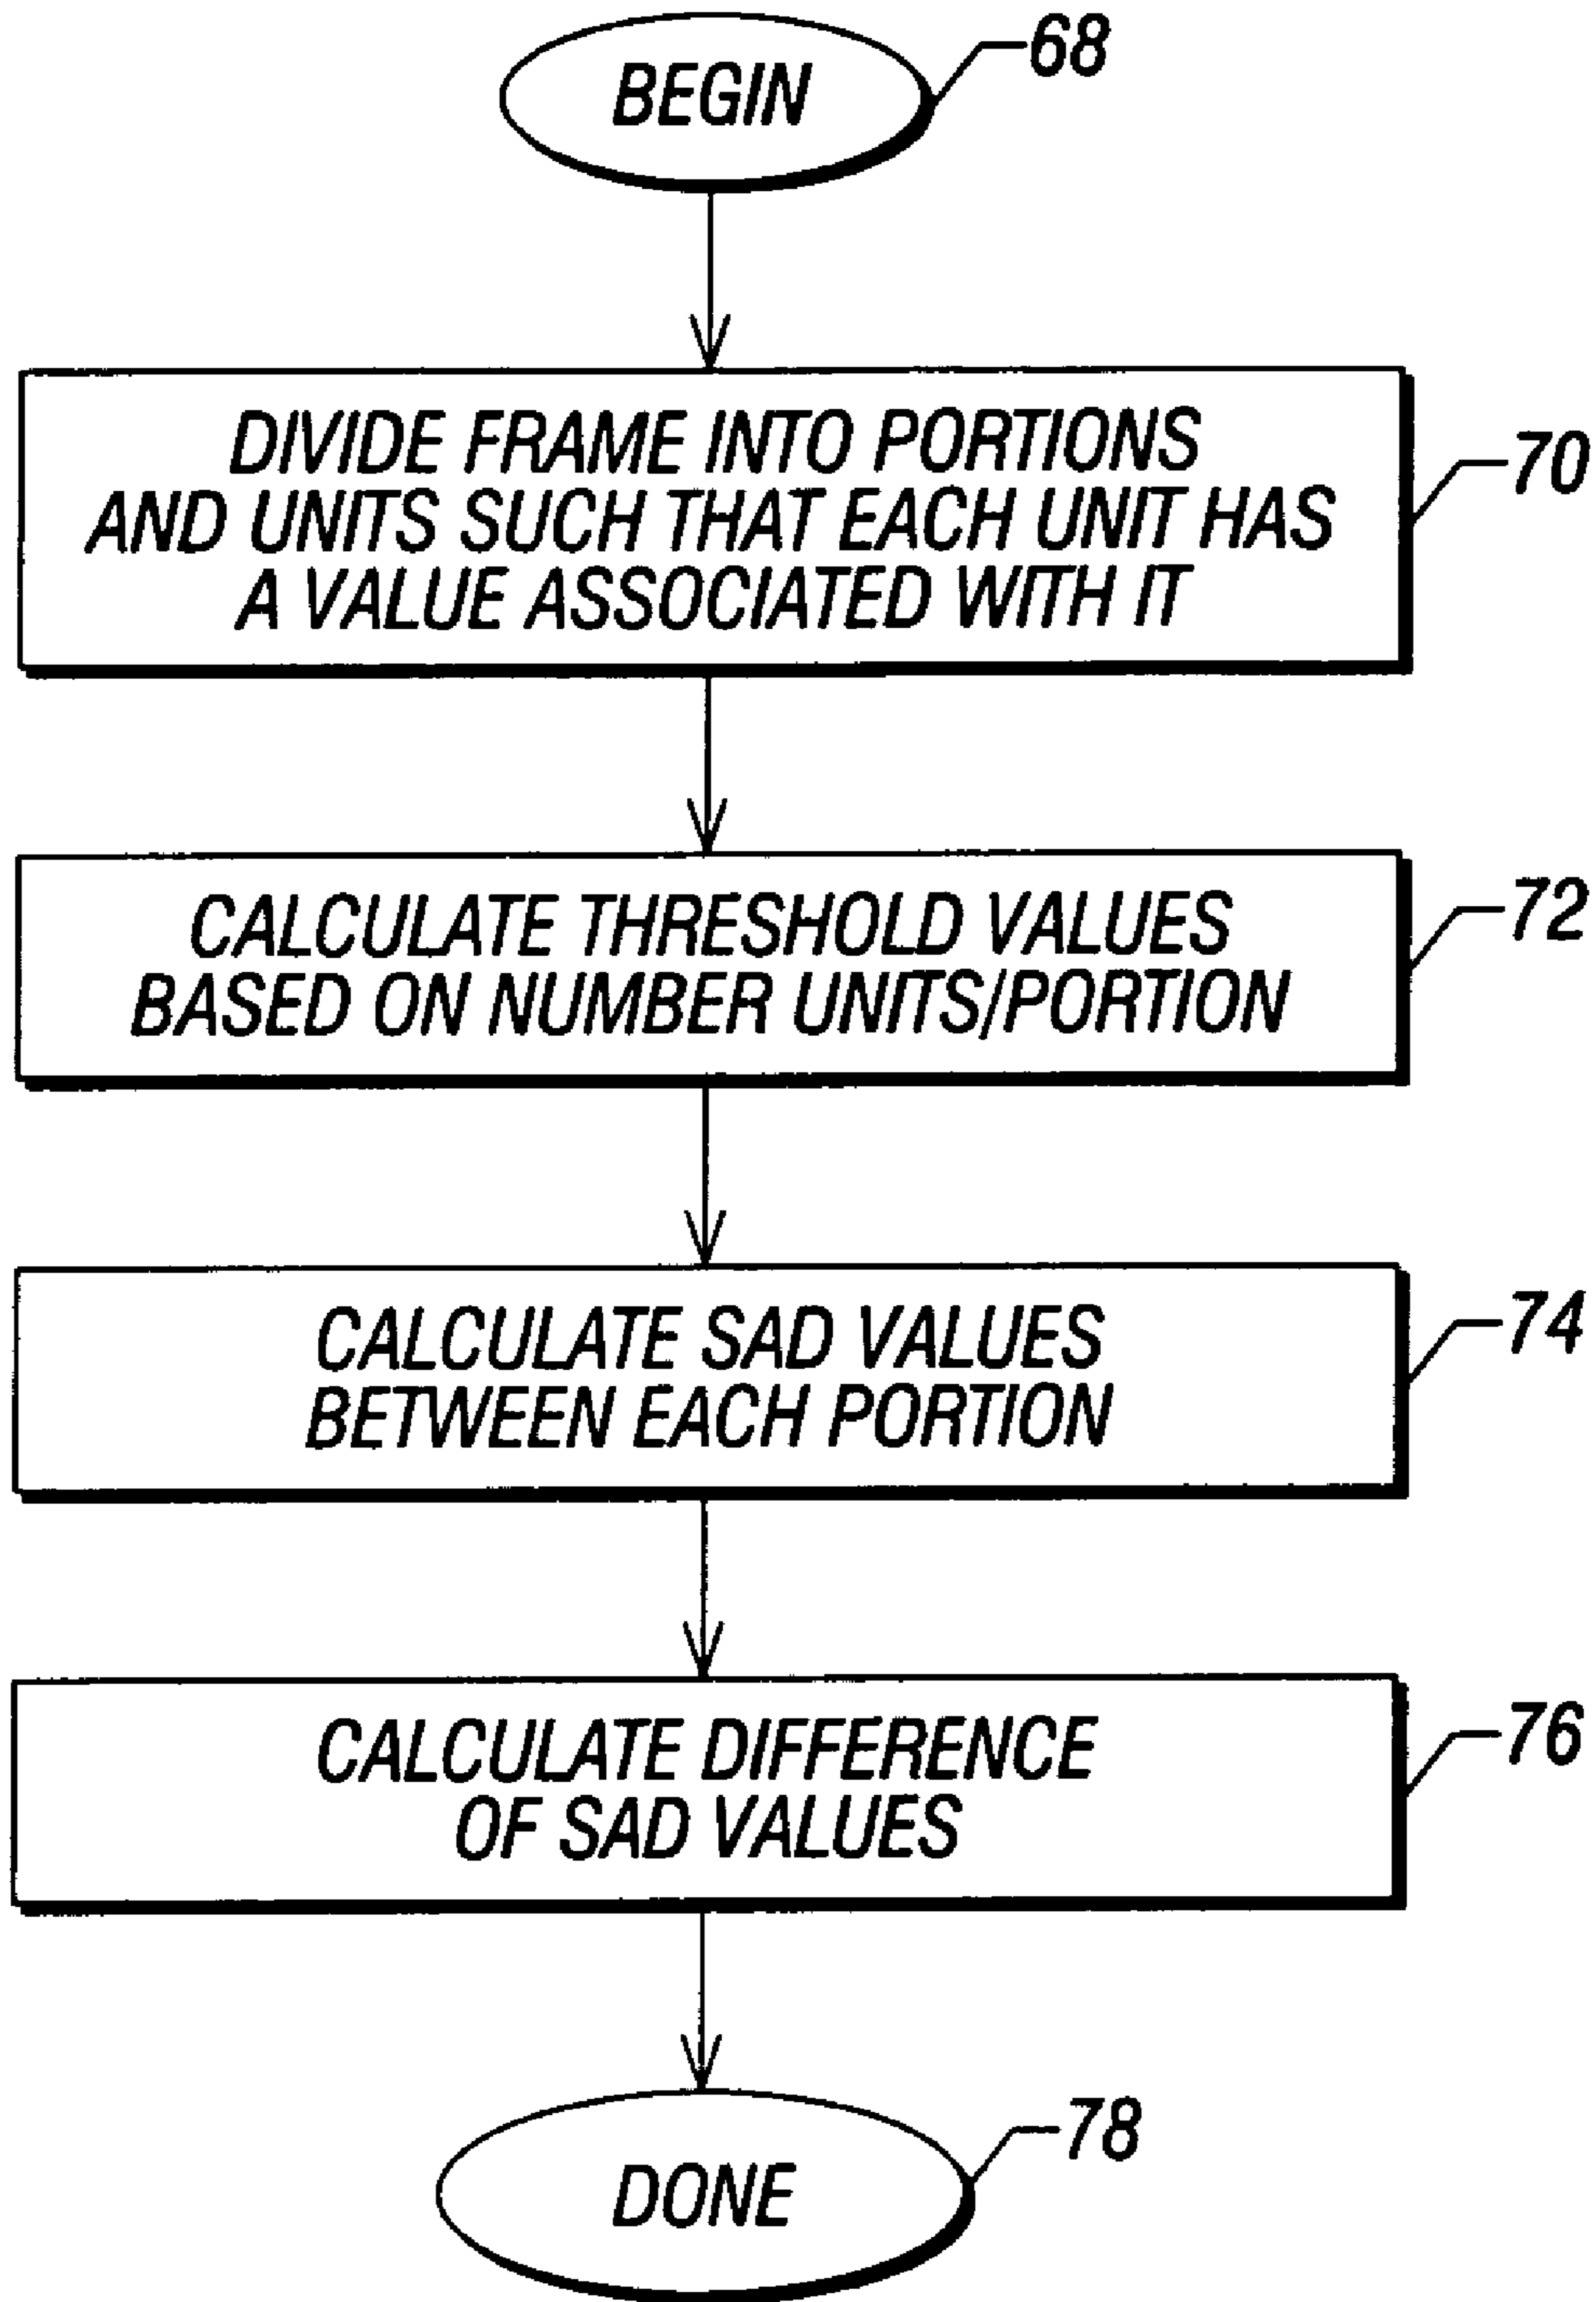 BEGIN
68
DIVIDE FRAME INTO PORTIONS
AND UNITS SUCH THAT EACH UNIT HAS
A VALUE ASSOCIATED WITH IT
70
CALCULATE THRESHOLD VALUES
BASED ON NUMBER UNITS/PORTION
72
CALCULATE SAD VALUES
BETWEEN EACH PORTION
74
CALCULATE DIFFERENCE
OF SAD VALUES
76
DONE
78